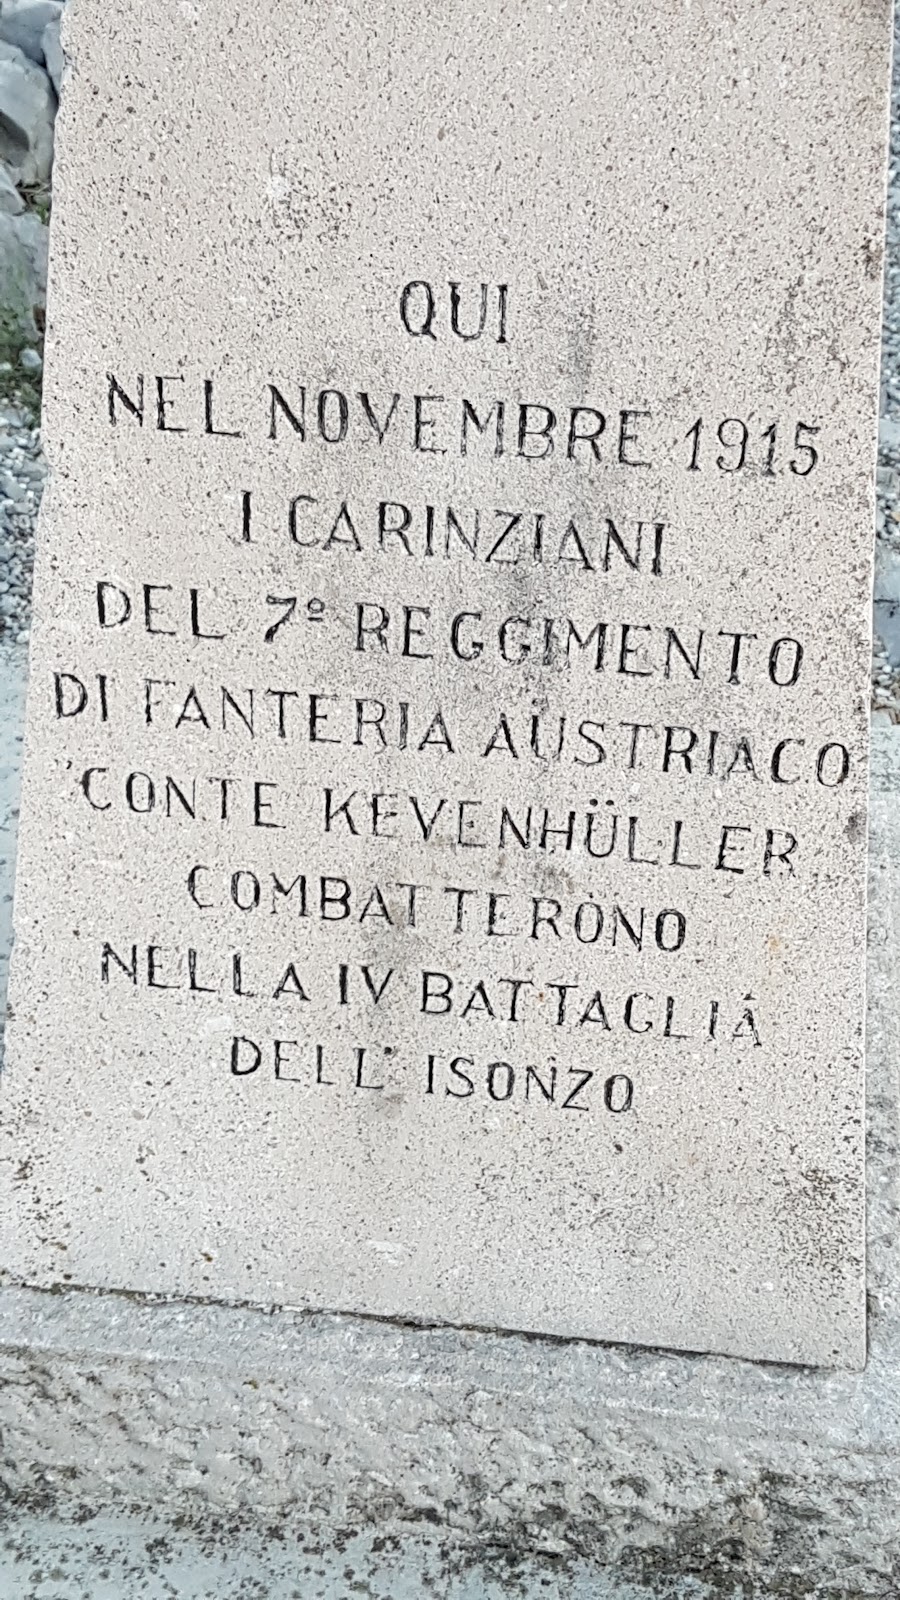 QUI
NEL NOVEMBRE 1915
I CARINZIANI
DEL 7º REGGIMENTO
DI FANTERIA AUSTRIACO
"CONTE KEVENHÜLLER
COMBATTERONO
NELLA IV BATTAGLIA
DELL' ISONZO